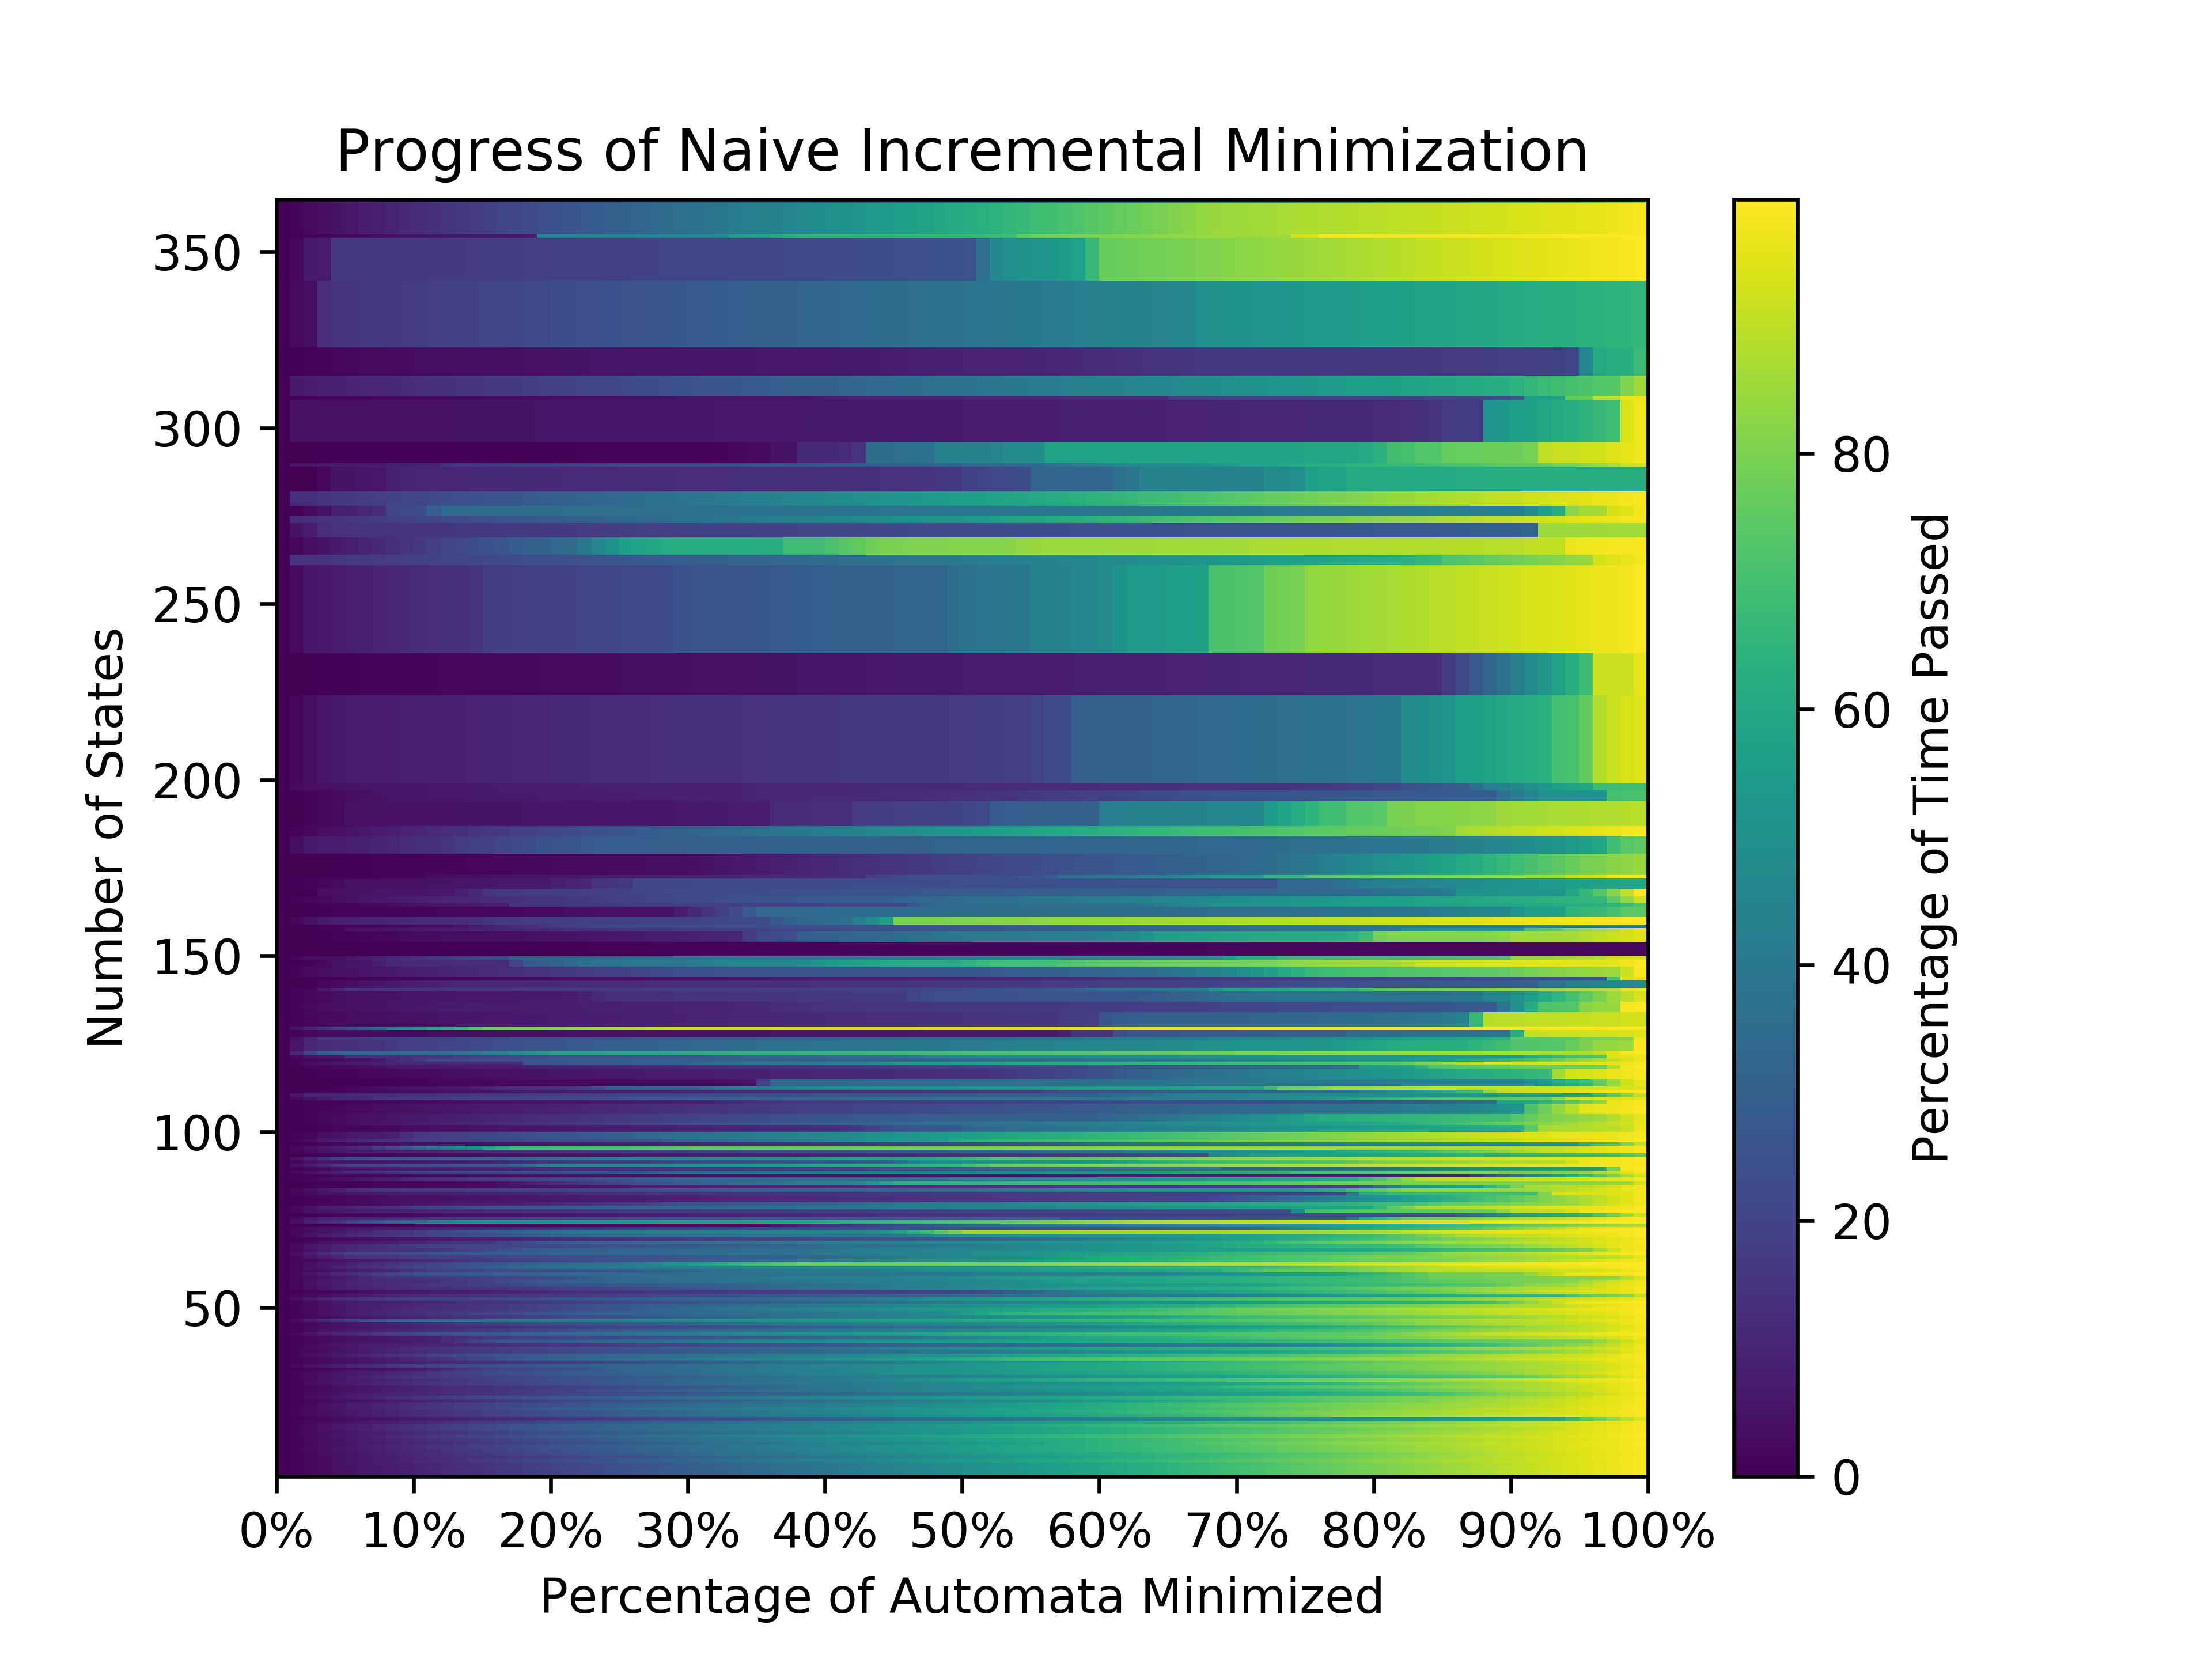 Progress of Naive Incremental Minimization
350
300
250
200
150
100
50
Number of States
0% 10% 20% 30% 40% 50% 60% 70% 80% 90% 100%
Percentage of Automata Minimized
80
60
40
20
0
Percentage of Time Passed